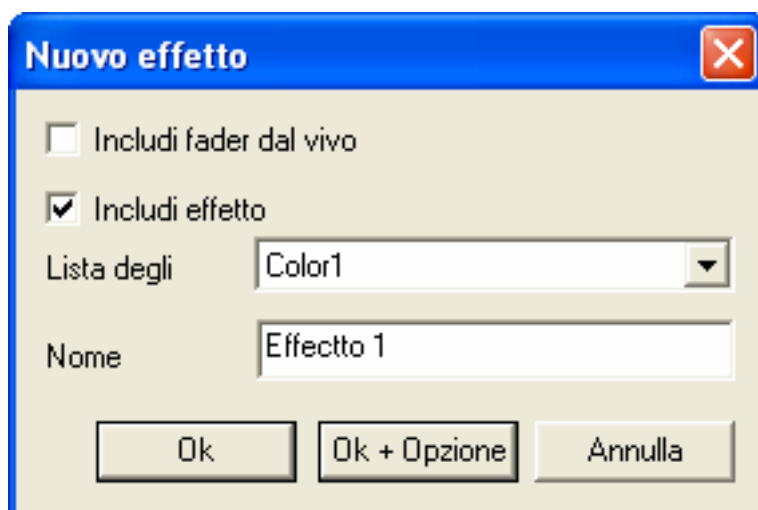 Nuovo effetto
Includi fader dal vivo
Includi effetto
Lista degli Color1
Nome Effectto 1
Ok Ok + Opzione Annulla